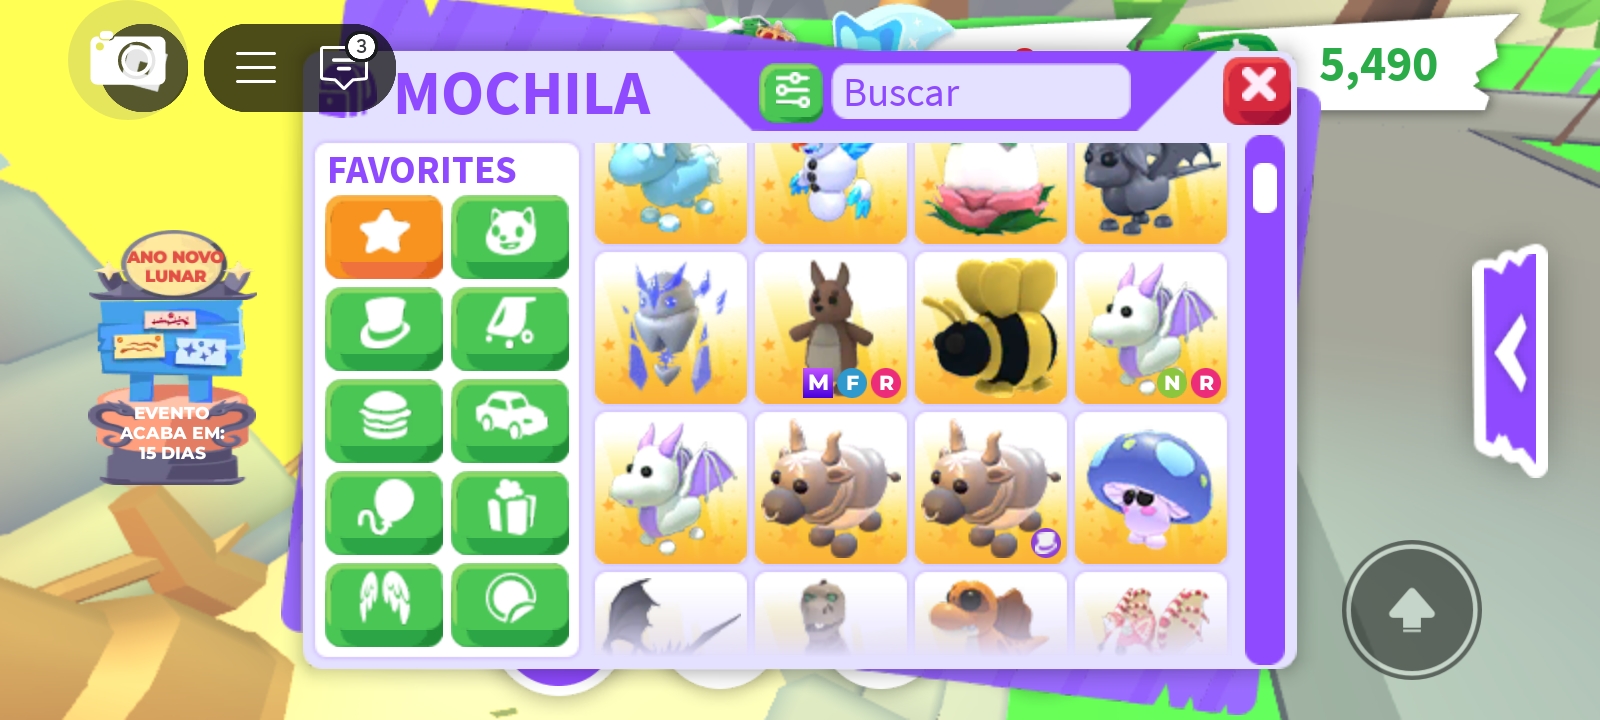 3
MOCHILA
Buscar
5,490
FAVORITES
ANO NOVO
LUNAR
EVENTO
ACABA EM:
15 DIAS
M F R
N R